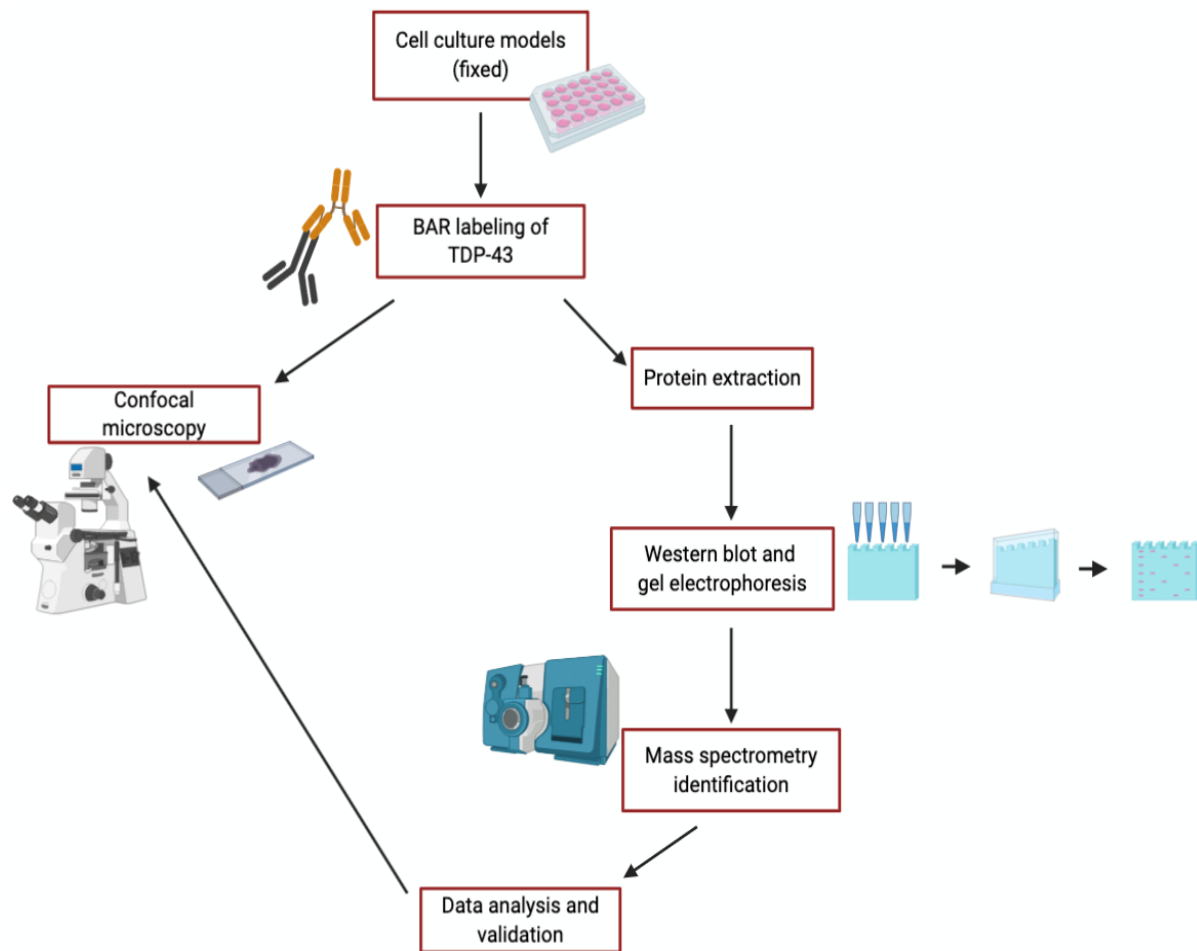 Cell culture models
(fixed)
BAR labeling of
TDP-43
Protein extraction
Confocal
microscopy
Western blot and
gel electrophoresis
Mass spectrometry
identification
Data analysis and
validation